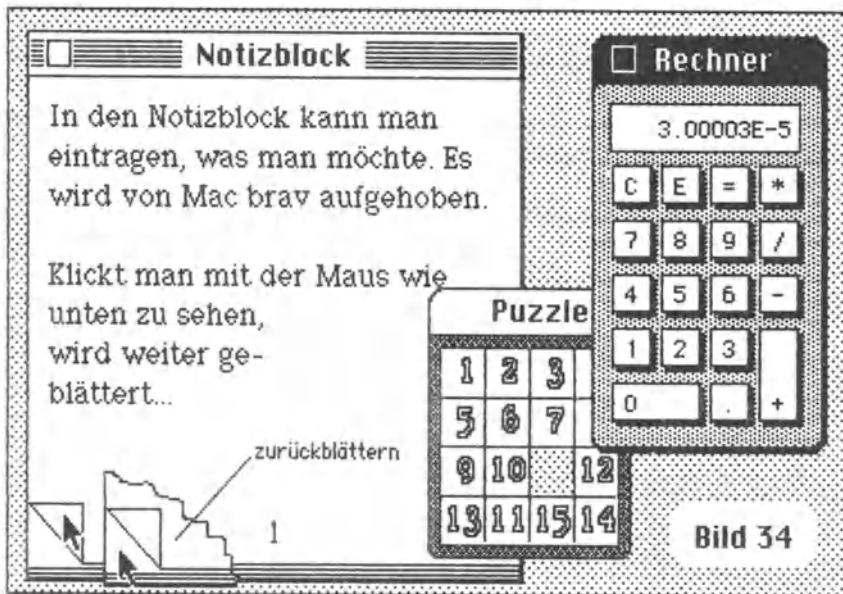 Notizblock
In den Notizblock kann man
eintragen, was man möchte. Es
wird von Mac brav aufgehoben.
Klickt man mit der Maus wie
unten zu sehen,
wird weiter ge-
blättert...
zurückblättern
1
Puzzle
1 2 3
5 6 7
9 10 12
13 11 15 14
Rechner
3.00003E-5
C E = *
7 8 9 /
4 5 6 -
1 2 3
0 . +
Bild 34